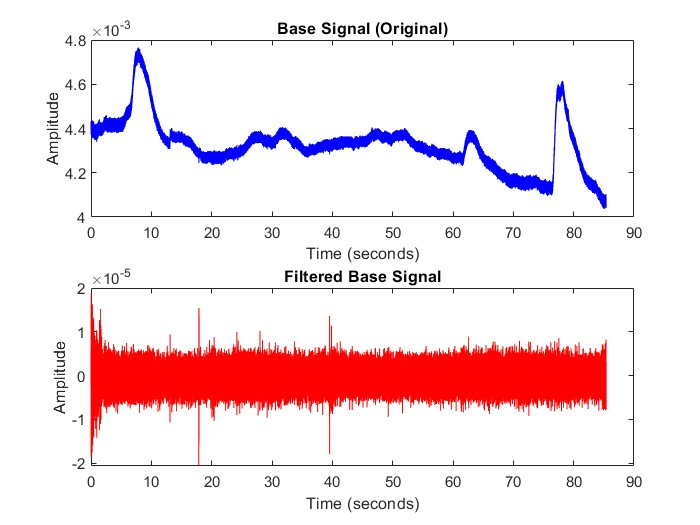 ×10-3
Base Signal (Original)
4.8
4.6
4.4
4.2
4
Amplitude
0 10 20 30 40 50 60 70 80 90
Time (seconds)
×10-5
Filtered Base Signal
2
1
0
-1
-2
Amplitude
0 10 20 30 40 50 60 70 80 90
Time (seconds)